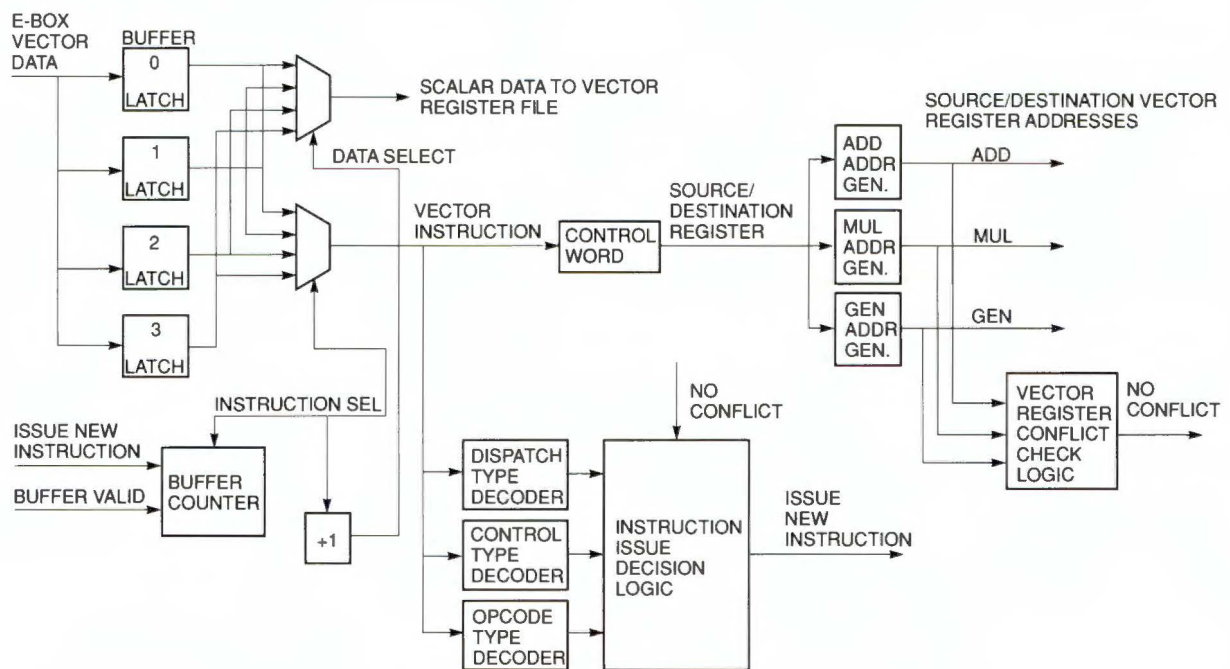 E-BOX
VECTOR
DATA
BUFFER
0
LATCH
1
LATCH
2
LATCH
3
LATCH
SCALAR DATA TO VECTOR
REGISTER FILE
DATA SELECT
VECTOR
INSTRUCTION
CONTROL
WORD
SOURCE/
DESTINATION
REGISTER
SOURCE/DESTINATION VECTOR
REGISTER ADDRESSES
ADD
ADDR
GEN.
ADD
MUL
ADDR
GEN.
MUL
GEN
ADDR
GEN.
GEN
VECTOR
REGISTER
CONFLICT
CHECK
LOGIC
NO
CONFLICT
INSTRUCTION SEL
ISSUE NEW
INSTRUCTION
BUFFER VALID
BUFFER
COUNTER
+1
NO
CONFLICT
DISPATCH
TYPE
DECODER
CONTROL
TYPE
DECODER
OPCODE
TYPE
DECODER
INSTRUCTION
ISSUE
DECISION
LOGIC
ISSUE
NEW
INSTRUCTION